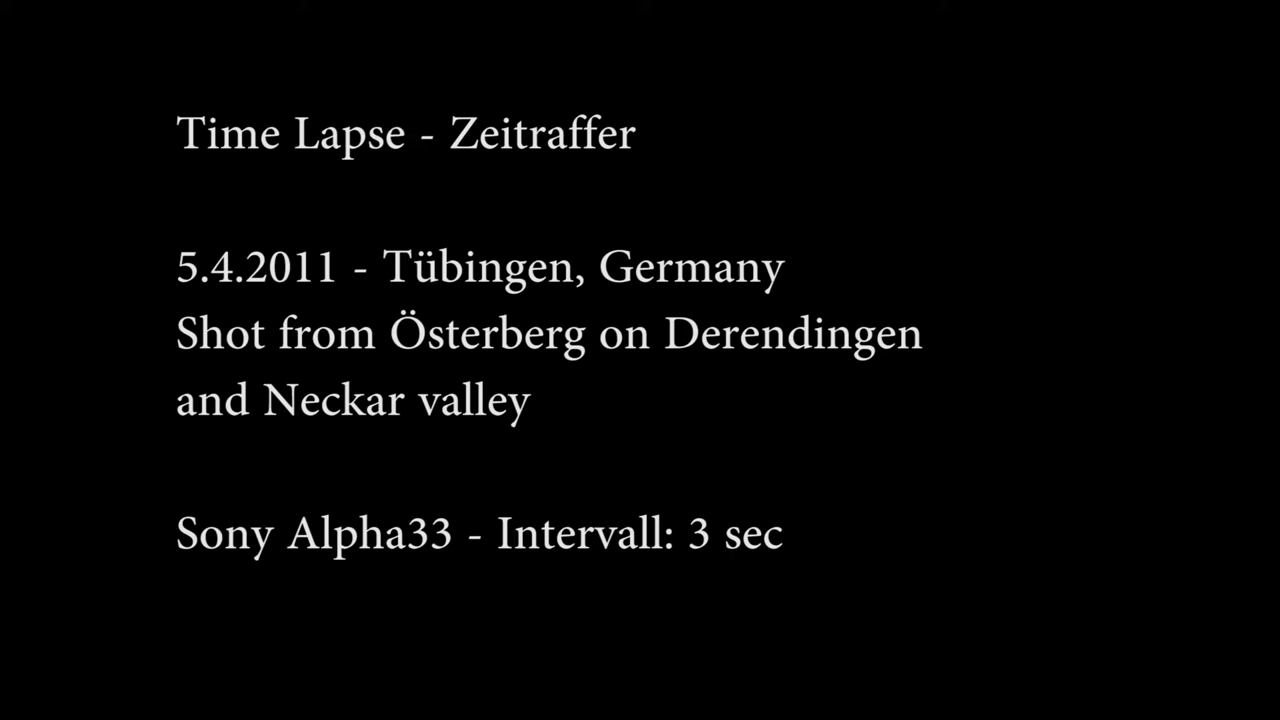 Time Lapse - Zeitraffer
5.4.2011 - Tübingen, Germany
Shot from Österberg on Derendingen
and Neckar valley
Sony Alpha33 - Intervall: 3 sec